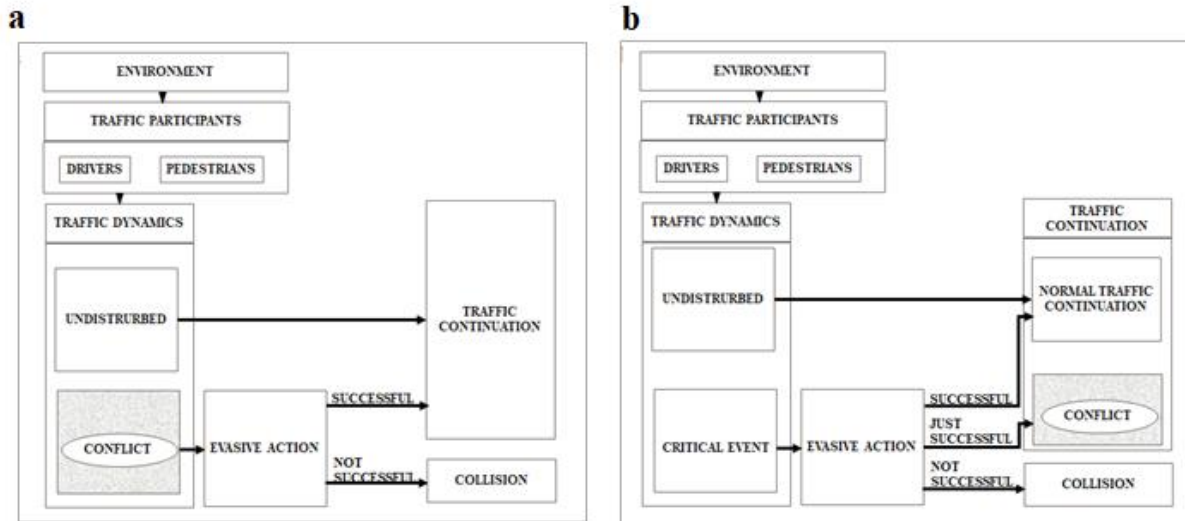 a
ENVIRONMENT
TRAFFIC PARTICIPANTS
DRIVERS
PEDESTRIANS
TRAFFIC DYNAMICS
UNDISTRURBED
TRAFFIC
CONTINUATION
CONFLICT
EVASIVE ACTION
SUCCESSFUL
NOT
SUCCESSFUL
COLLISION
b
ENVIRONMENT
TRAFFIC PARTICIPANTS
DRIVERS
PEDESTRIANS
TRAFFIC DYNAMICS
TRAFFIC
CONTINUATION
UNDISTRURBED
NORMAL TRAFFIC
CONTINUATION
CRITICAL EVENT
EVASIVE ACTION
SUCCESSFUL
JUST
SUCCESSFUL
NOT
SUCCESSFUL
CONFLICT
COLLISION